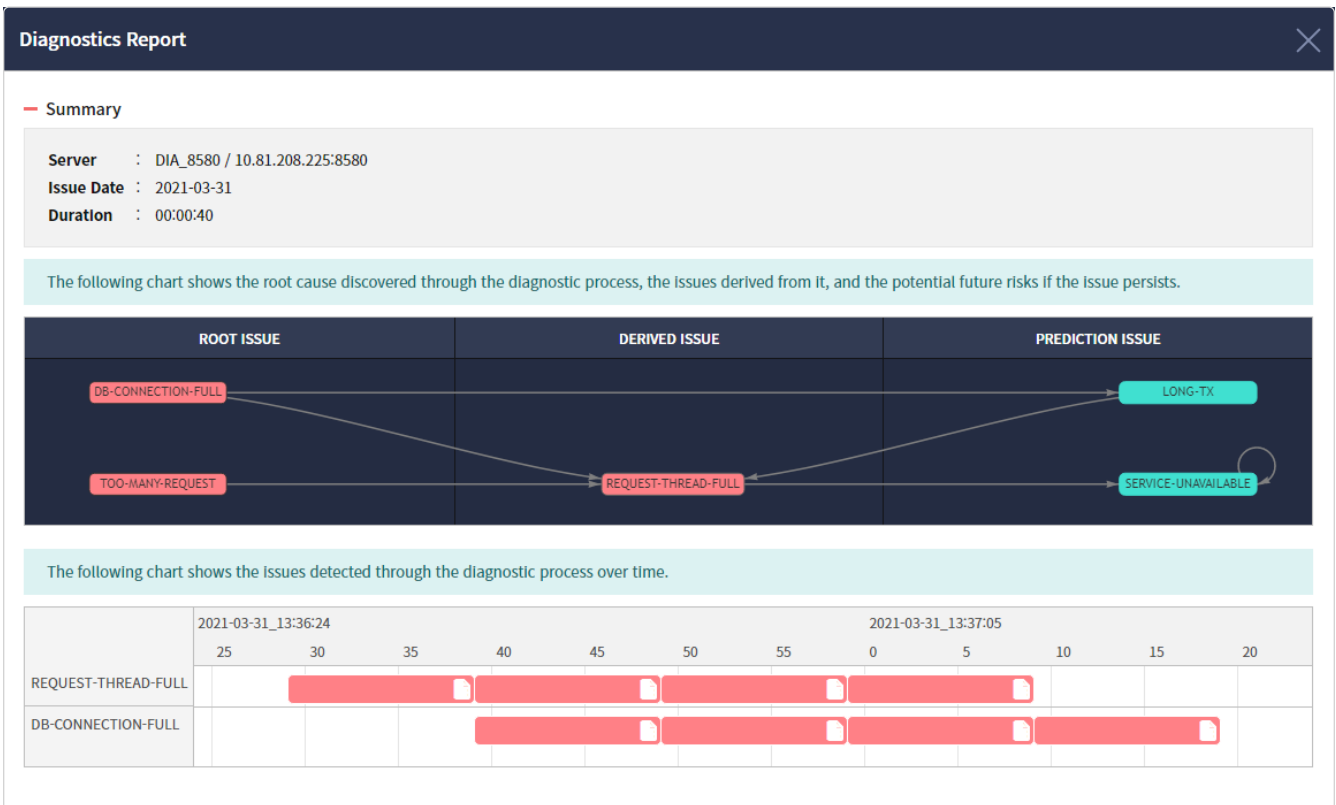 Diagnostics Report
Summary
Server : DIA_8580 / 10.81.208.225:8580
Issue Date : 2021-03-31
Duration : 00:00:40
The following chart shows the root cause discovered through the diagnostic process, the issues derived from it, and the potential future risks if the issue persists.
ROOT ISSUE DERIVED ISSUE PREDICTION ISSUE
DB-CONNECTION-FULL LONG-TX
TOO-MANY-REQUEST REQUEST-THREAD-FULL SERVICE-UNAVAILABLE
The following chart shows the issues detected through the diagnostic process over time.
2021-03-31_13:36:24 2021-03-31_13:37:05
25 30 35 40 45 50 55 0 5 10 15 20
REQUEST-THREAD-FULL
DB-CONNECTION-FULL